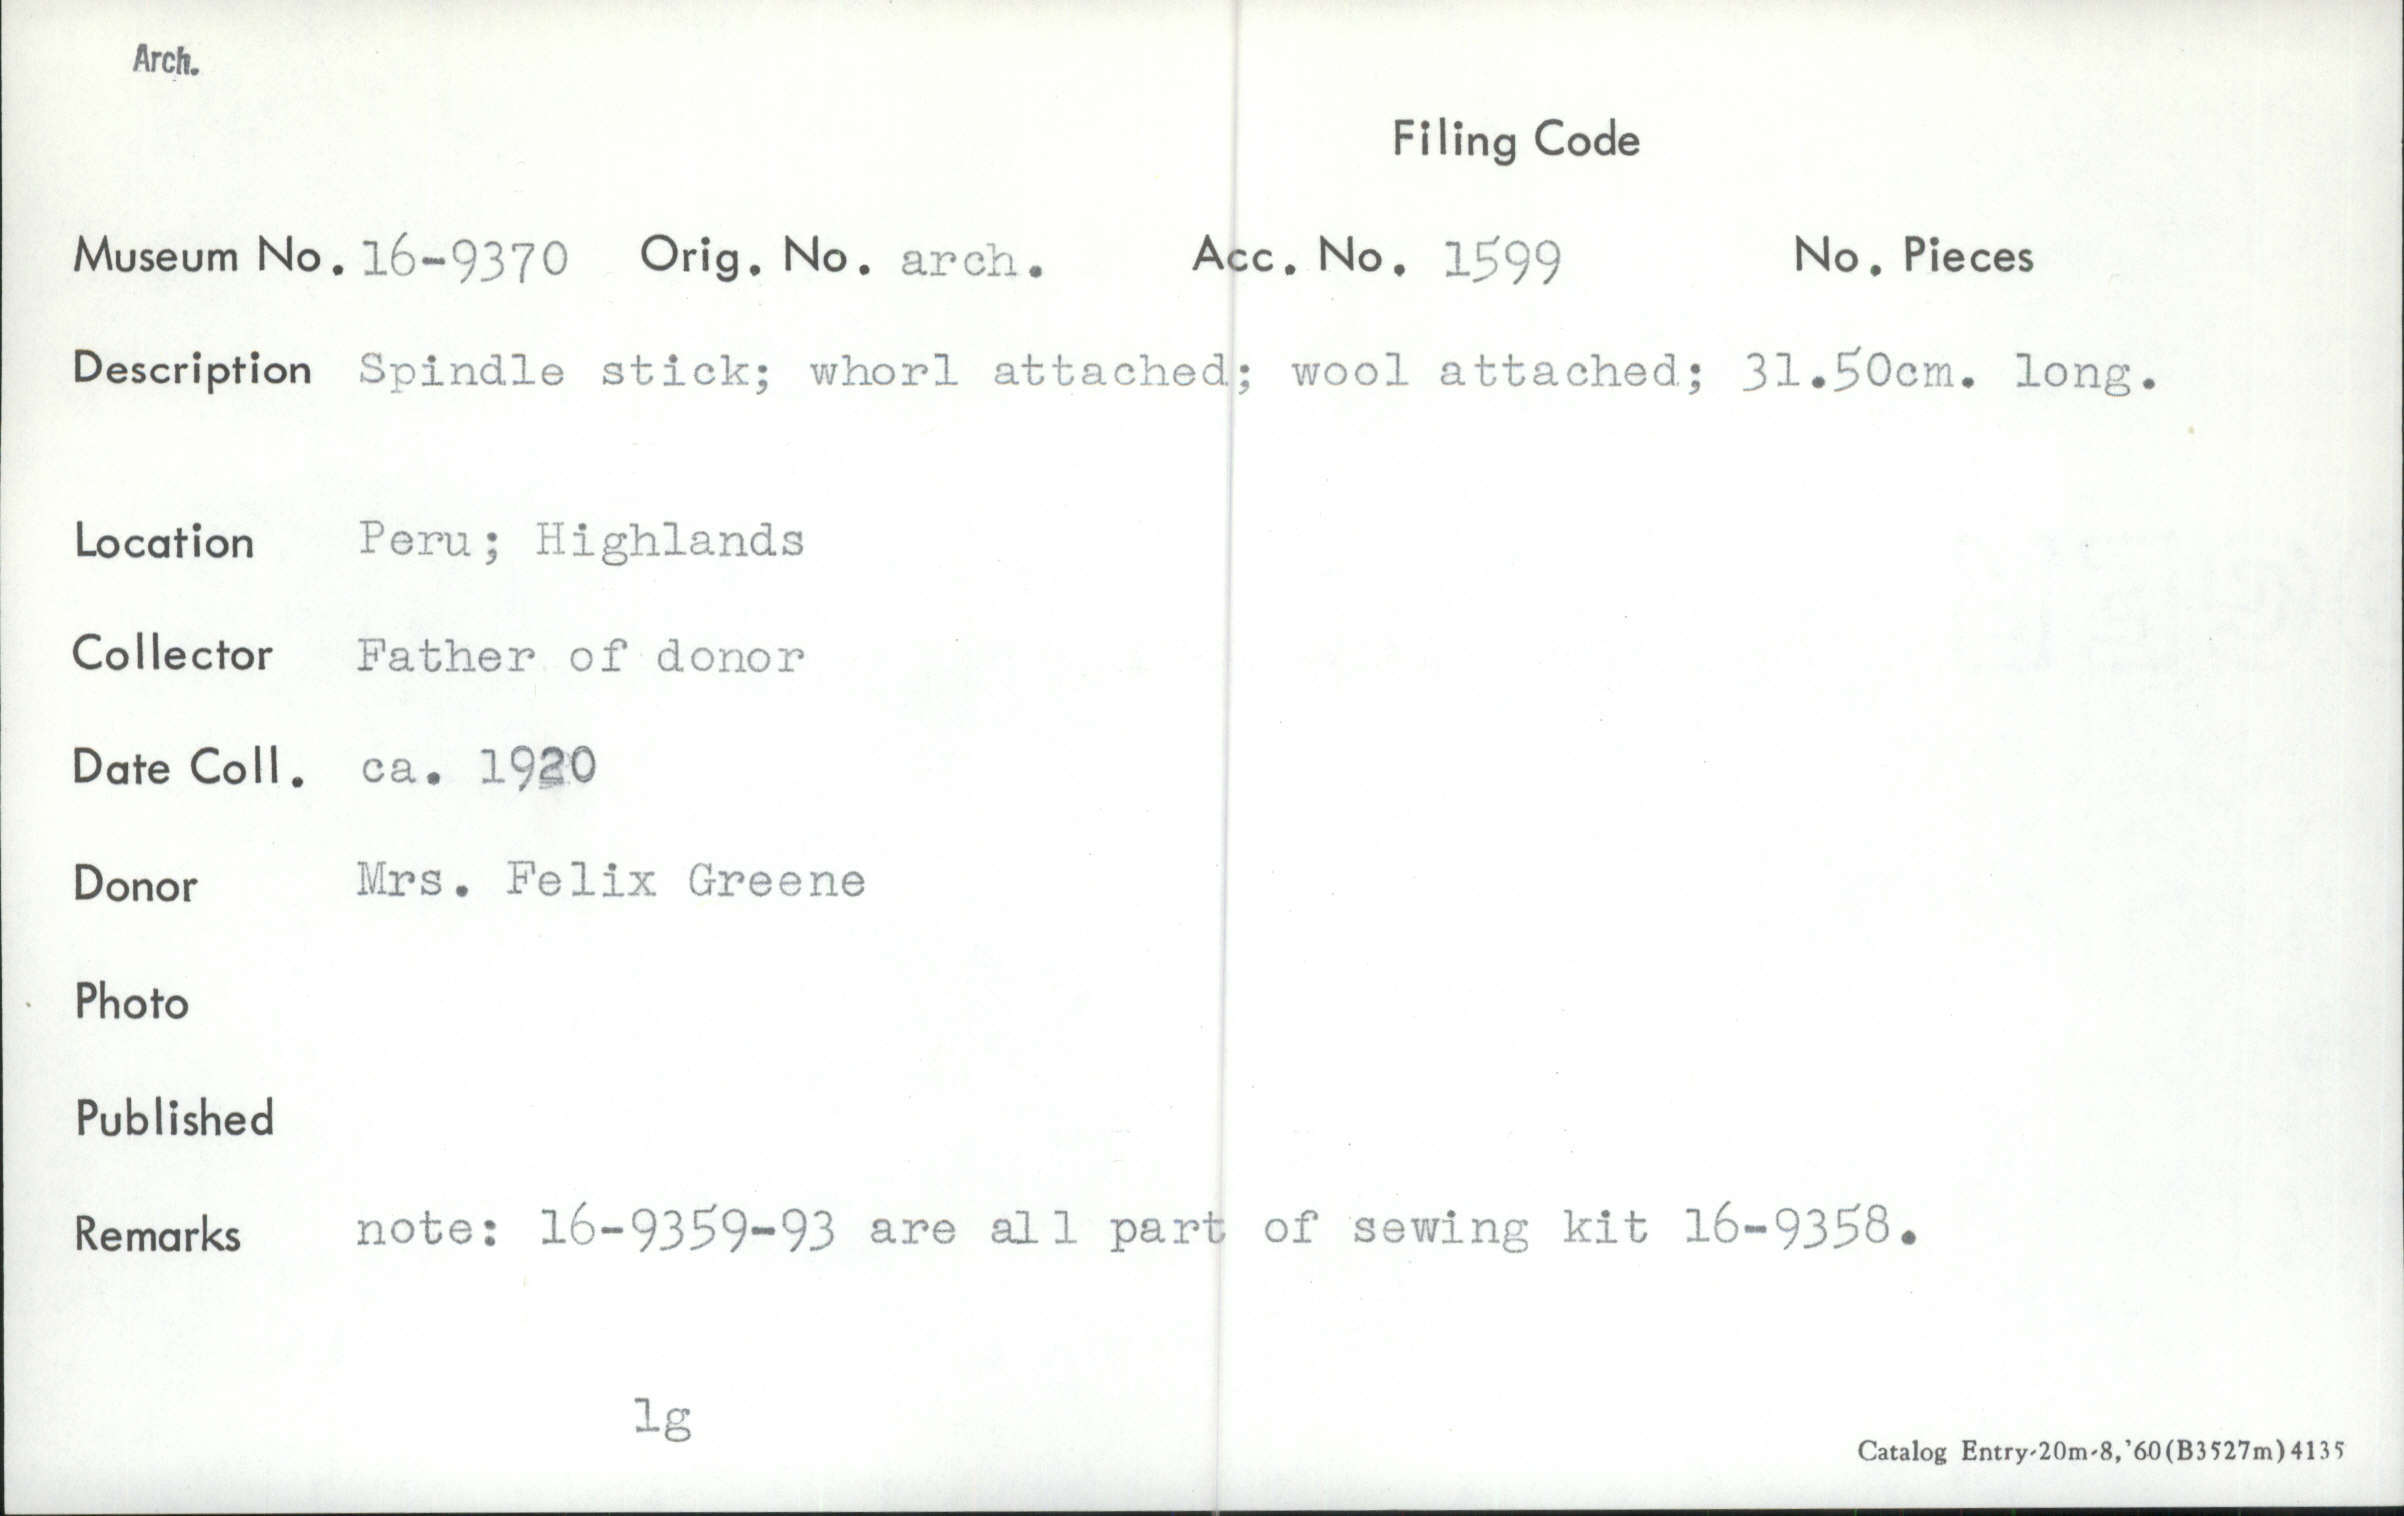 Arch.
Filing Code
Museum No. 16-9370 Orig. No. arch. Acc. No. 1599 No. Pieces
Description Spindle stick; whorl attached; wool attached; 31.50cm. long.
Location Peru; Highlands
Collector Father of donor
Date Coll. ca. 1920
Donor Mrs. Felix Greene
Photo
Published
Remarks note: 16-9359-93 are all part of sewing kit 16-9358.
lg
Catalog Entry-20m-8,'60(B3527m)4135